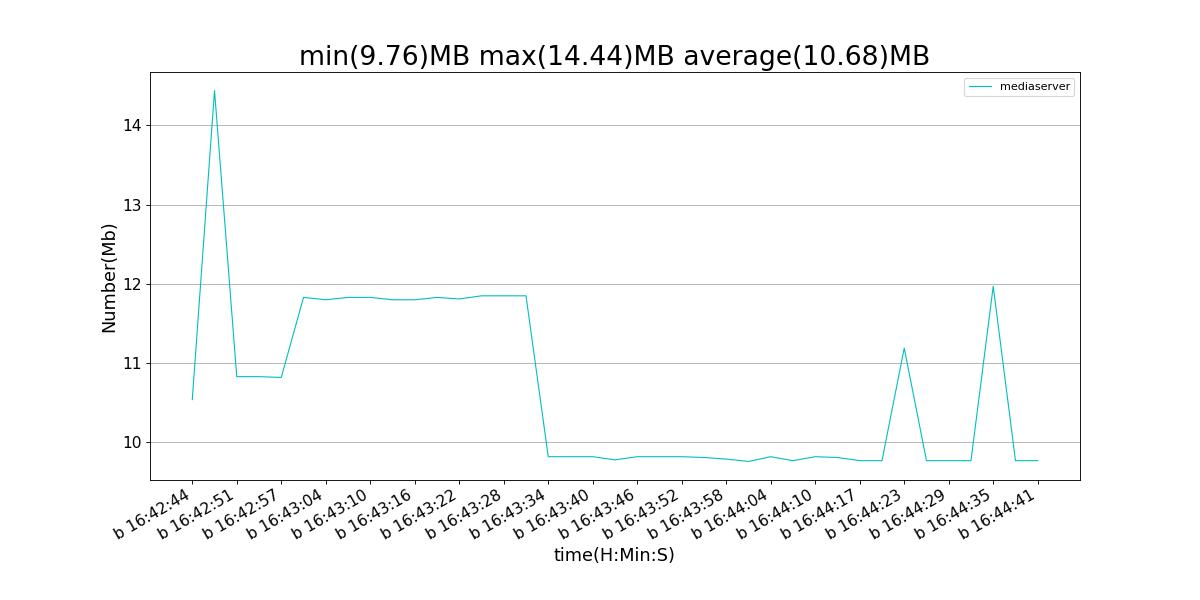 min(9.76)MB max(14.44)MB average(10.68)MB
mediaserver
14
13
12
11
10
Number(Mb)
b 16:42:44
b 16:42:51
b 16:42:57
b 16:43:04
b 16:43:10
b 16:43:16
b 16:43:22
b 16:43:28
b 16:43:34
b 16:43:40
b 16:43:46
b 16:43:52
b 16:43:58
b 16:44:04
b 16:44:10
b 16:44:17
b 16:44:23
b 16:44:29
b 16:44:35
b 16:44:41
time(H:Min:S)